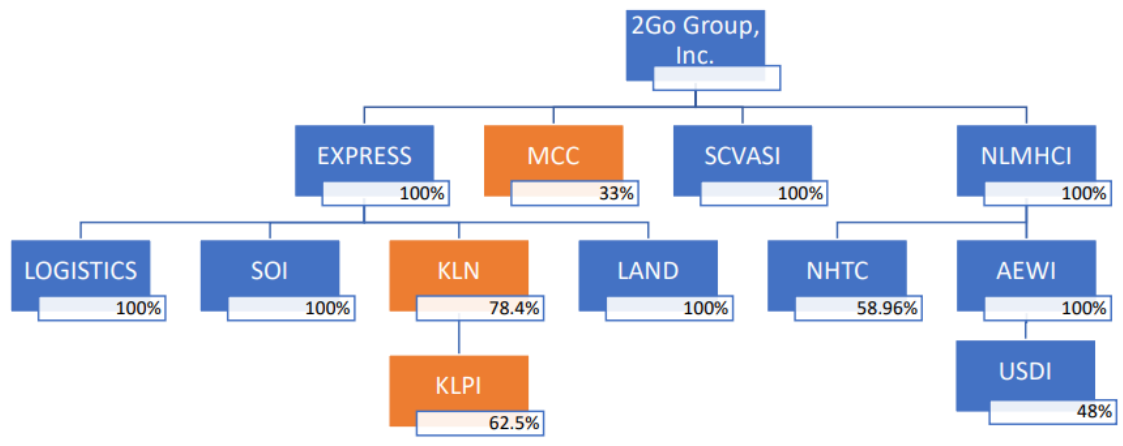 2Go Group,
Inc.
EXPRESS
100%
MCC
33%
SCVASI
100%
NLMHCI
100%
LOGISTICS
100%
SOI
100%
KLN
78.4%
LAND
100%
NHTC
58.96%
AEWI
100%
KLPI
62.5%
USDI
48%